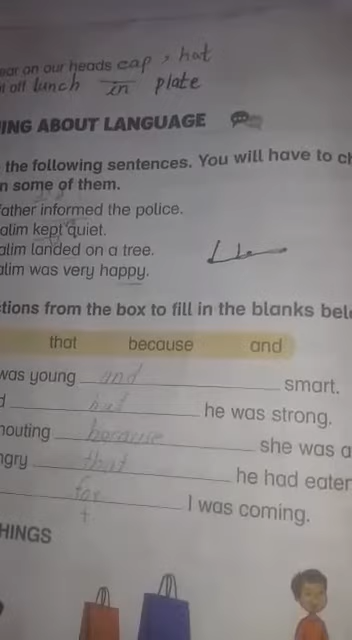 ear on our heads cap, hat
off lunch in plate
ING ABOUT LANGUAGE
the following sentences. You will have to ch
n some of them.
father informed the police.
alim kept quiet.
alim landed on a tree.
alim was very happy.
ctions from the box to fill in the blanks bel
that because and
was young and smart.
d but he was strong.
houting because she was a
ngry that he had eaten
for I was coming.
HINGS